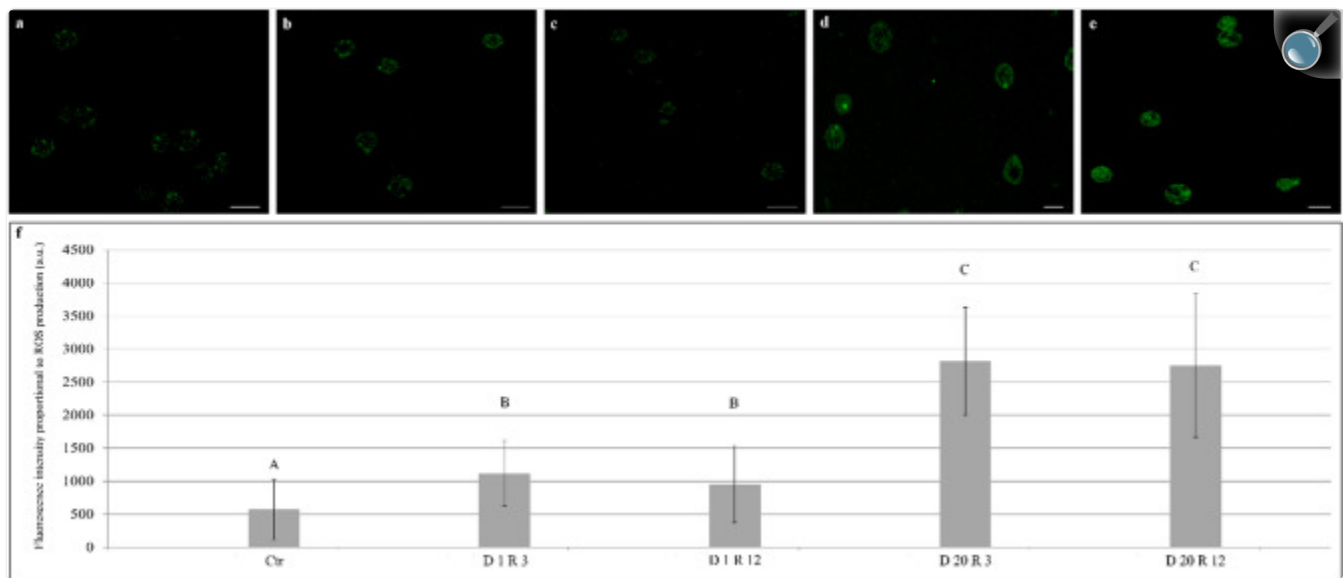 a b c d e
f
Fluorescence intensity proportional to ROS production (a.u.)
4500
4000
3500
3000
2500
2000
1500
1000
500
0
A B B C C
Ctr D 1 R 3 D 1 R 12 D 20 R 3 D 20 R 12